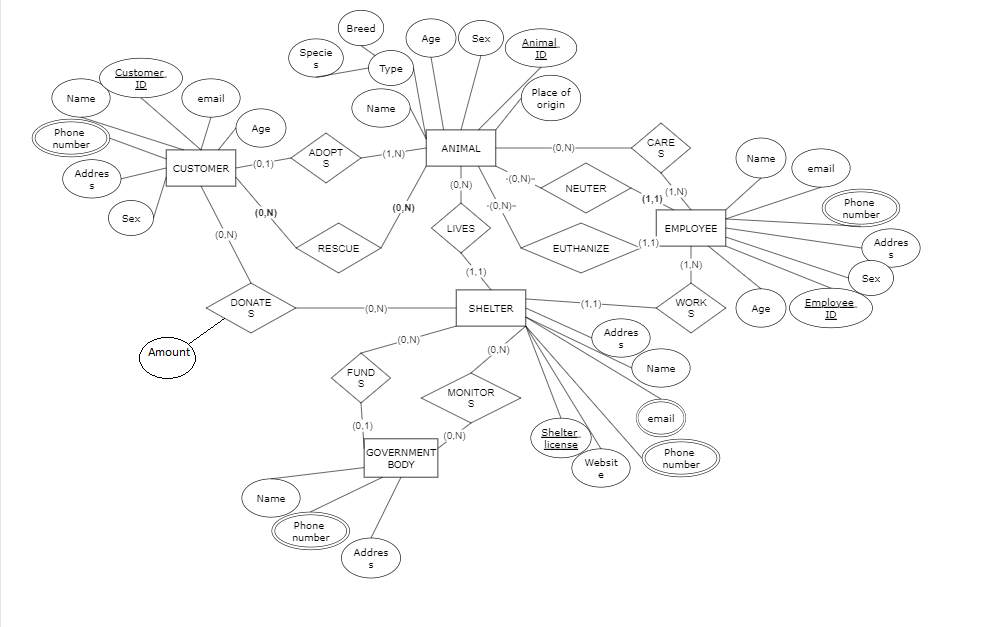 Breed
Age
Sex
Animal
ID
Specie
s
Type
Customer
ID
Name
email
Name
Place of
origin
Phone
number
Age
Addres
s
Sex
CUSTOMER
(0,1)
ADOPT
S
(1,N)
ANIMAL
(0,N)
CARE
S
(1,N)
Name
email
Phone
number
Addres
s
Sex
Employee
ID
Age
EMPLOYEE
(0,N)
NEUTER
(1,1)
(0,N)
EUTHANIZE
(1,1)
(0,N)
LIVES
(1,1)
(0,N)
RESCUE
(0,N)
(0,N)
DONATE
S
(0,N)
Amount
SHELTER
(1,1)
WORK
S
(1,N)
Addres
s
Name
email
Phone
number
Shelter
license
Websit
e
(0,N)
FUND
S
(0,1)
(0,N)
MONITOR
S
(0,N)
GOVERNMENT
BODY
Name
Phone
number
Addres
s